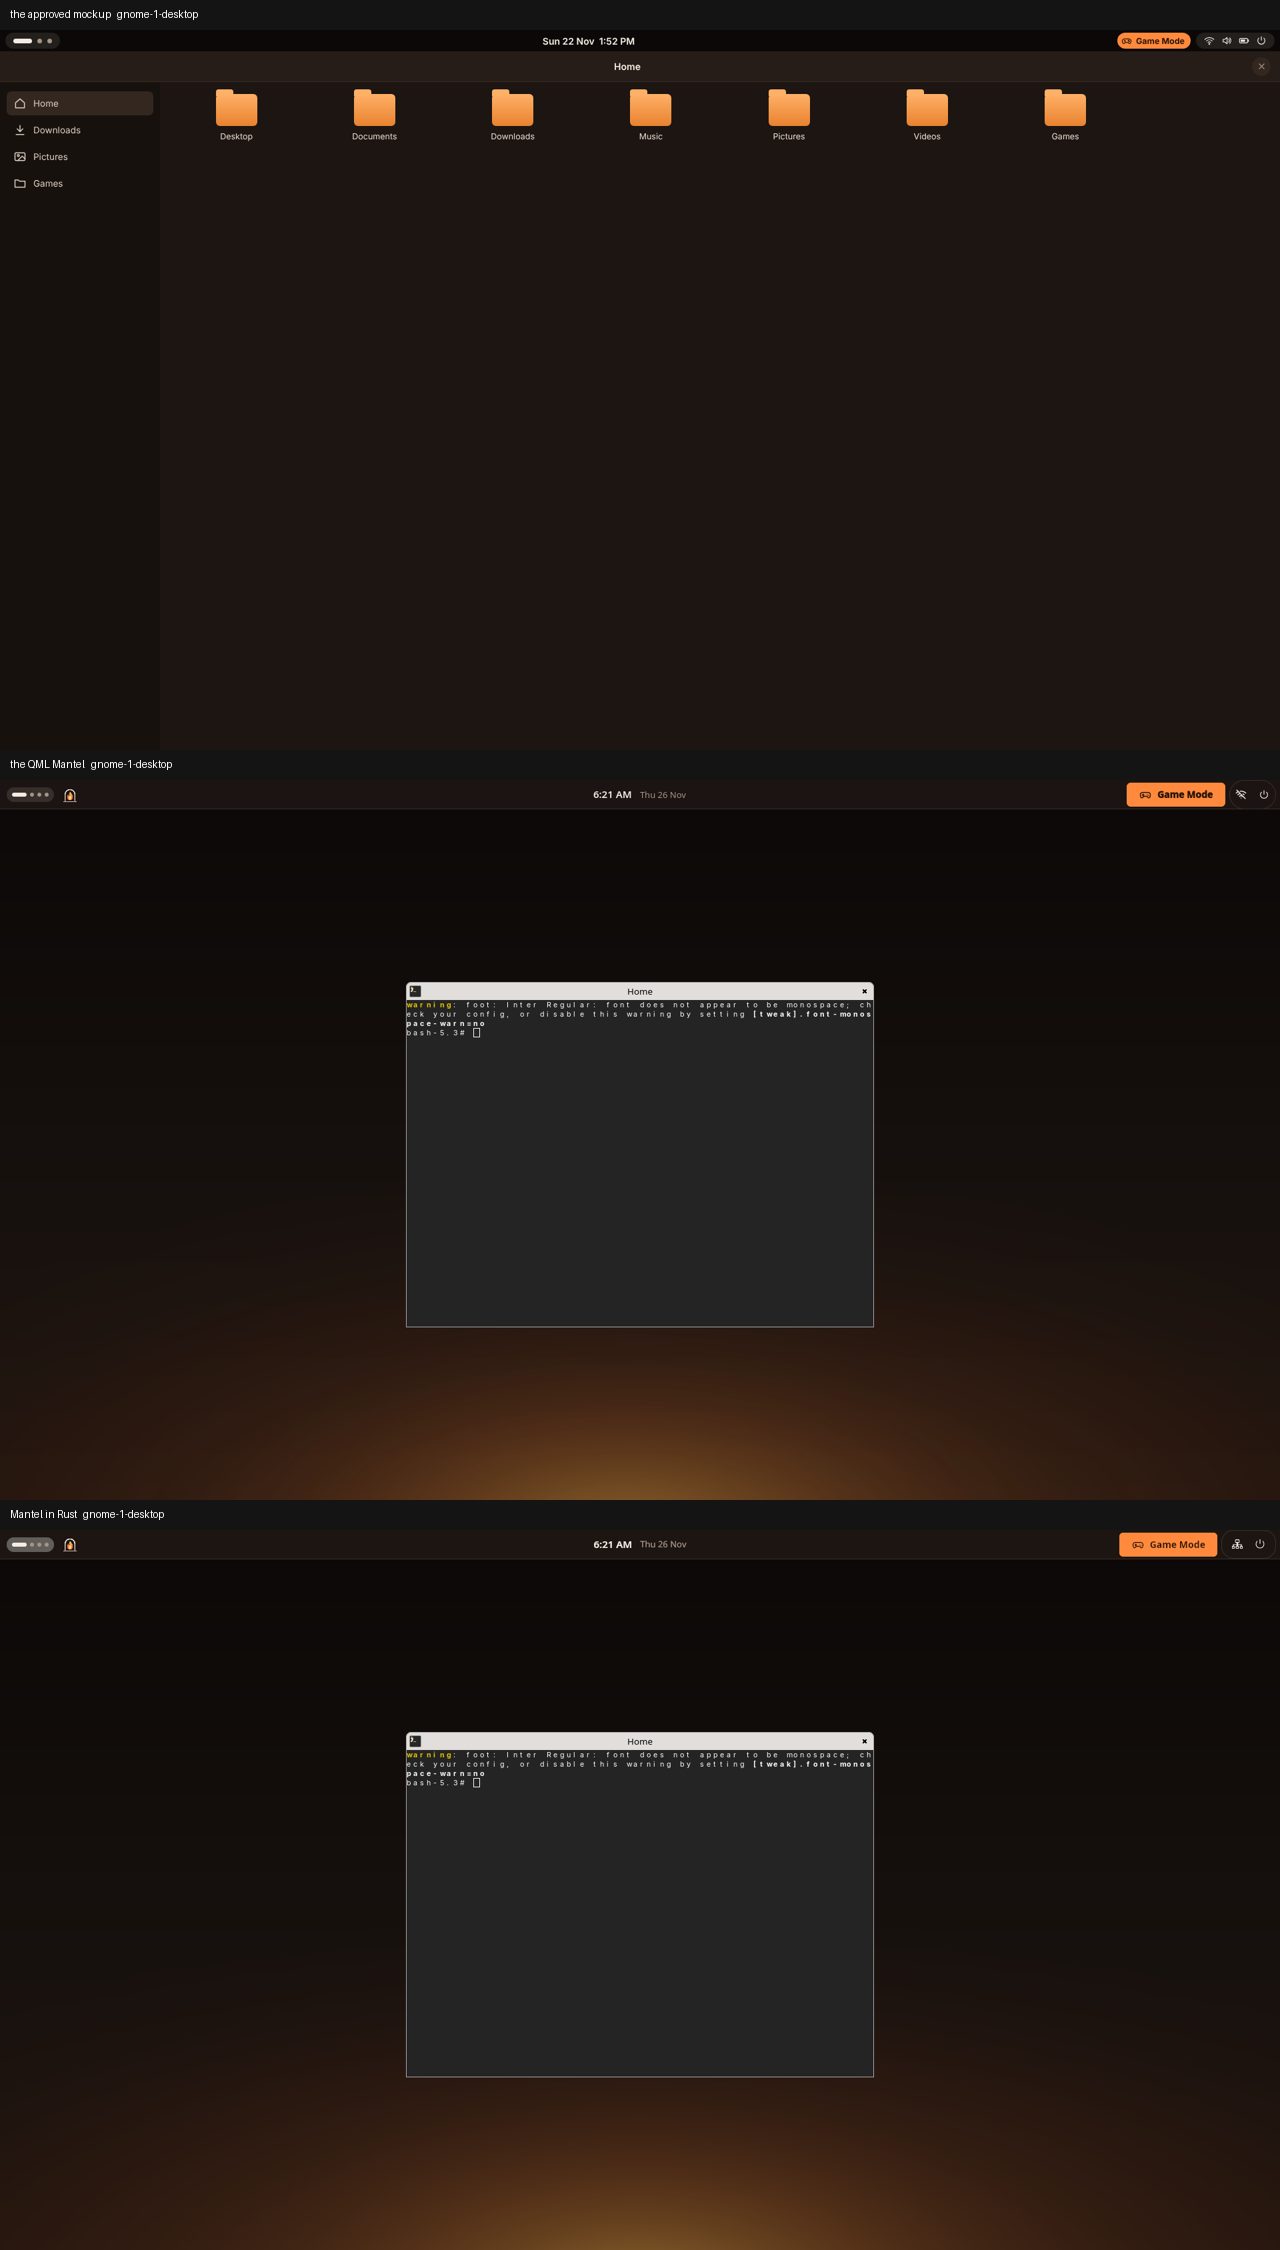 the approved mockup gnome-1-desktop
Sun 22 Nov 1:52 PM
Game Mode
Home
Home
Downloads
Pictures
Games
Desktop
Documents
Downloads
Music
Pictures
Videos
Games
the QML Mantel gnome-1-desktop
6:21 AM Thu 26 Nov
Game Mode
Home
warning: foot: Inter Regular: font does not appear to be monospace; ch
eck your config, or disable this warning by setting [tweak].font-monos
pace-warn=no
bash-5.3#
Mantel in Rust gnome-1-desktop
6:21 AM Thu 26 Nov
Game Mode
Home
warning: foot: Inter Regular: font does not appear to be monospace; ch
eck your config, or disable this warning by setting [tweak].font-monos
pace-warn=no
bash-5.3#